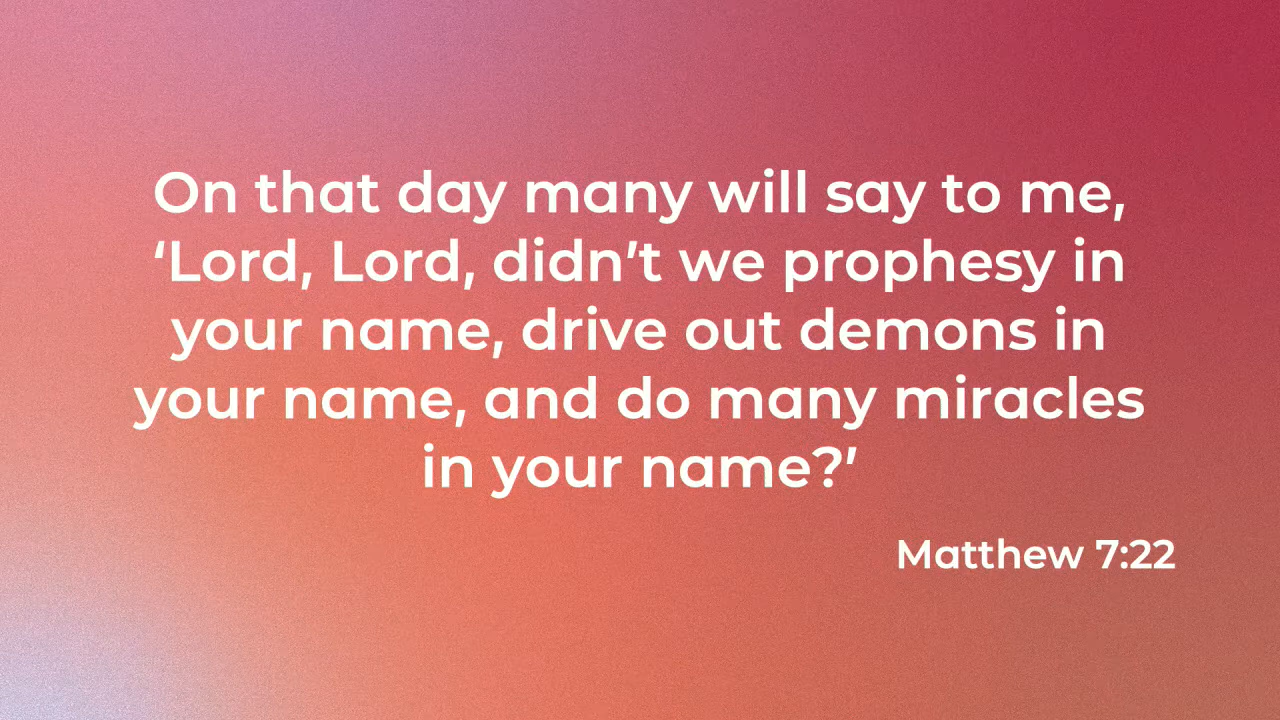 On that day many will say to me,
‘Lord, Lord, didn’t we prophesy in
your name, drive out demons in
your name, and do many miracles
in your name?’
Matthew 7:22